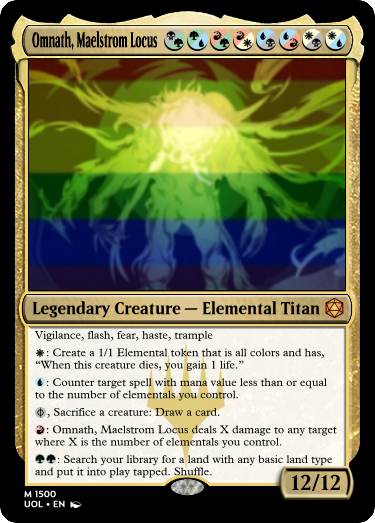 Omnath, Maelstrom Locus
Legendary Creature — Elemental Titan
Vigilance, flash, fear, haste, trample
: Create a 1/1 Elemental token that is all colors and has,
“When this creature dies, you gain 1 life.”
: Counter target spell with mana value less than or equal
to the number of elementals you control.
, Sacrifice a creature: Draw a card.
: Omnath, Maelstrom Locus deals X damage to any target
where X is the number of elementals you control.
: Search your library for a land with any basic land type
and put it into play tapped. Shuffle.
12/12
M 1500
UOL • EN